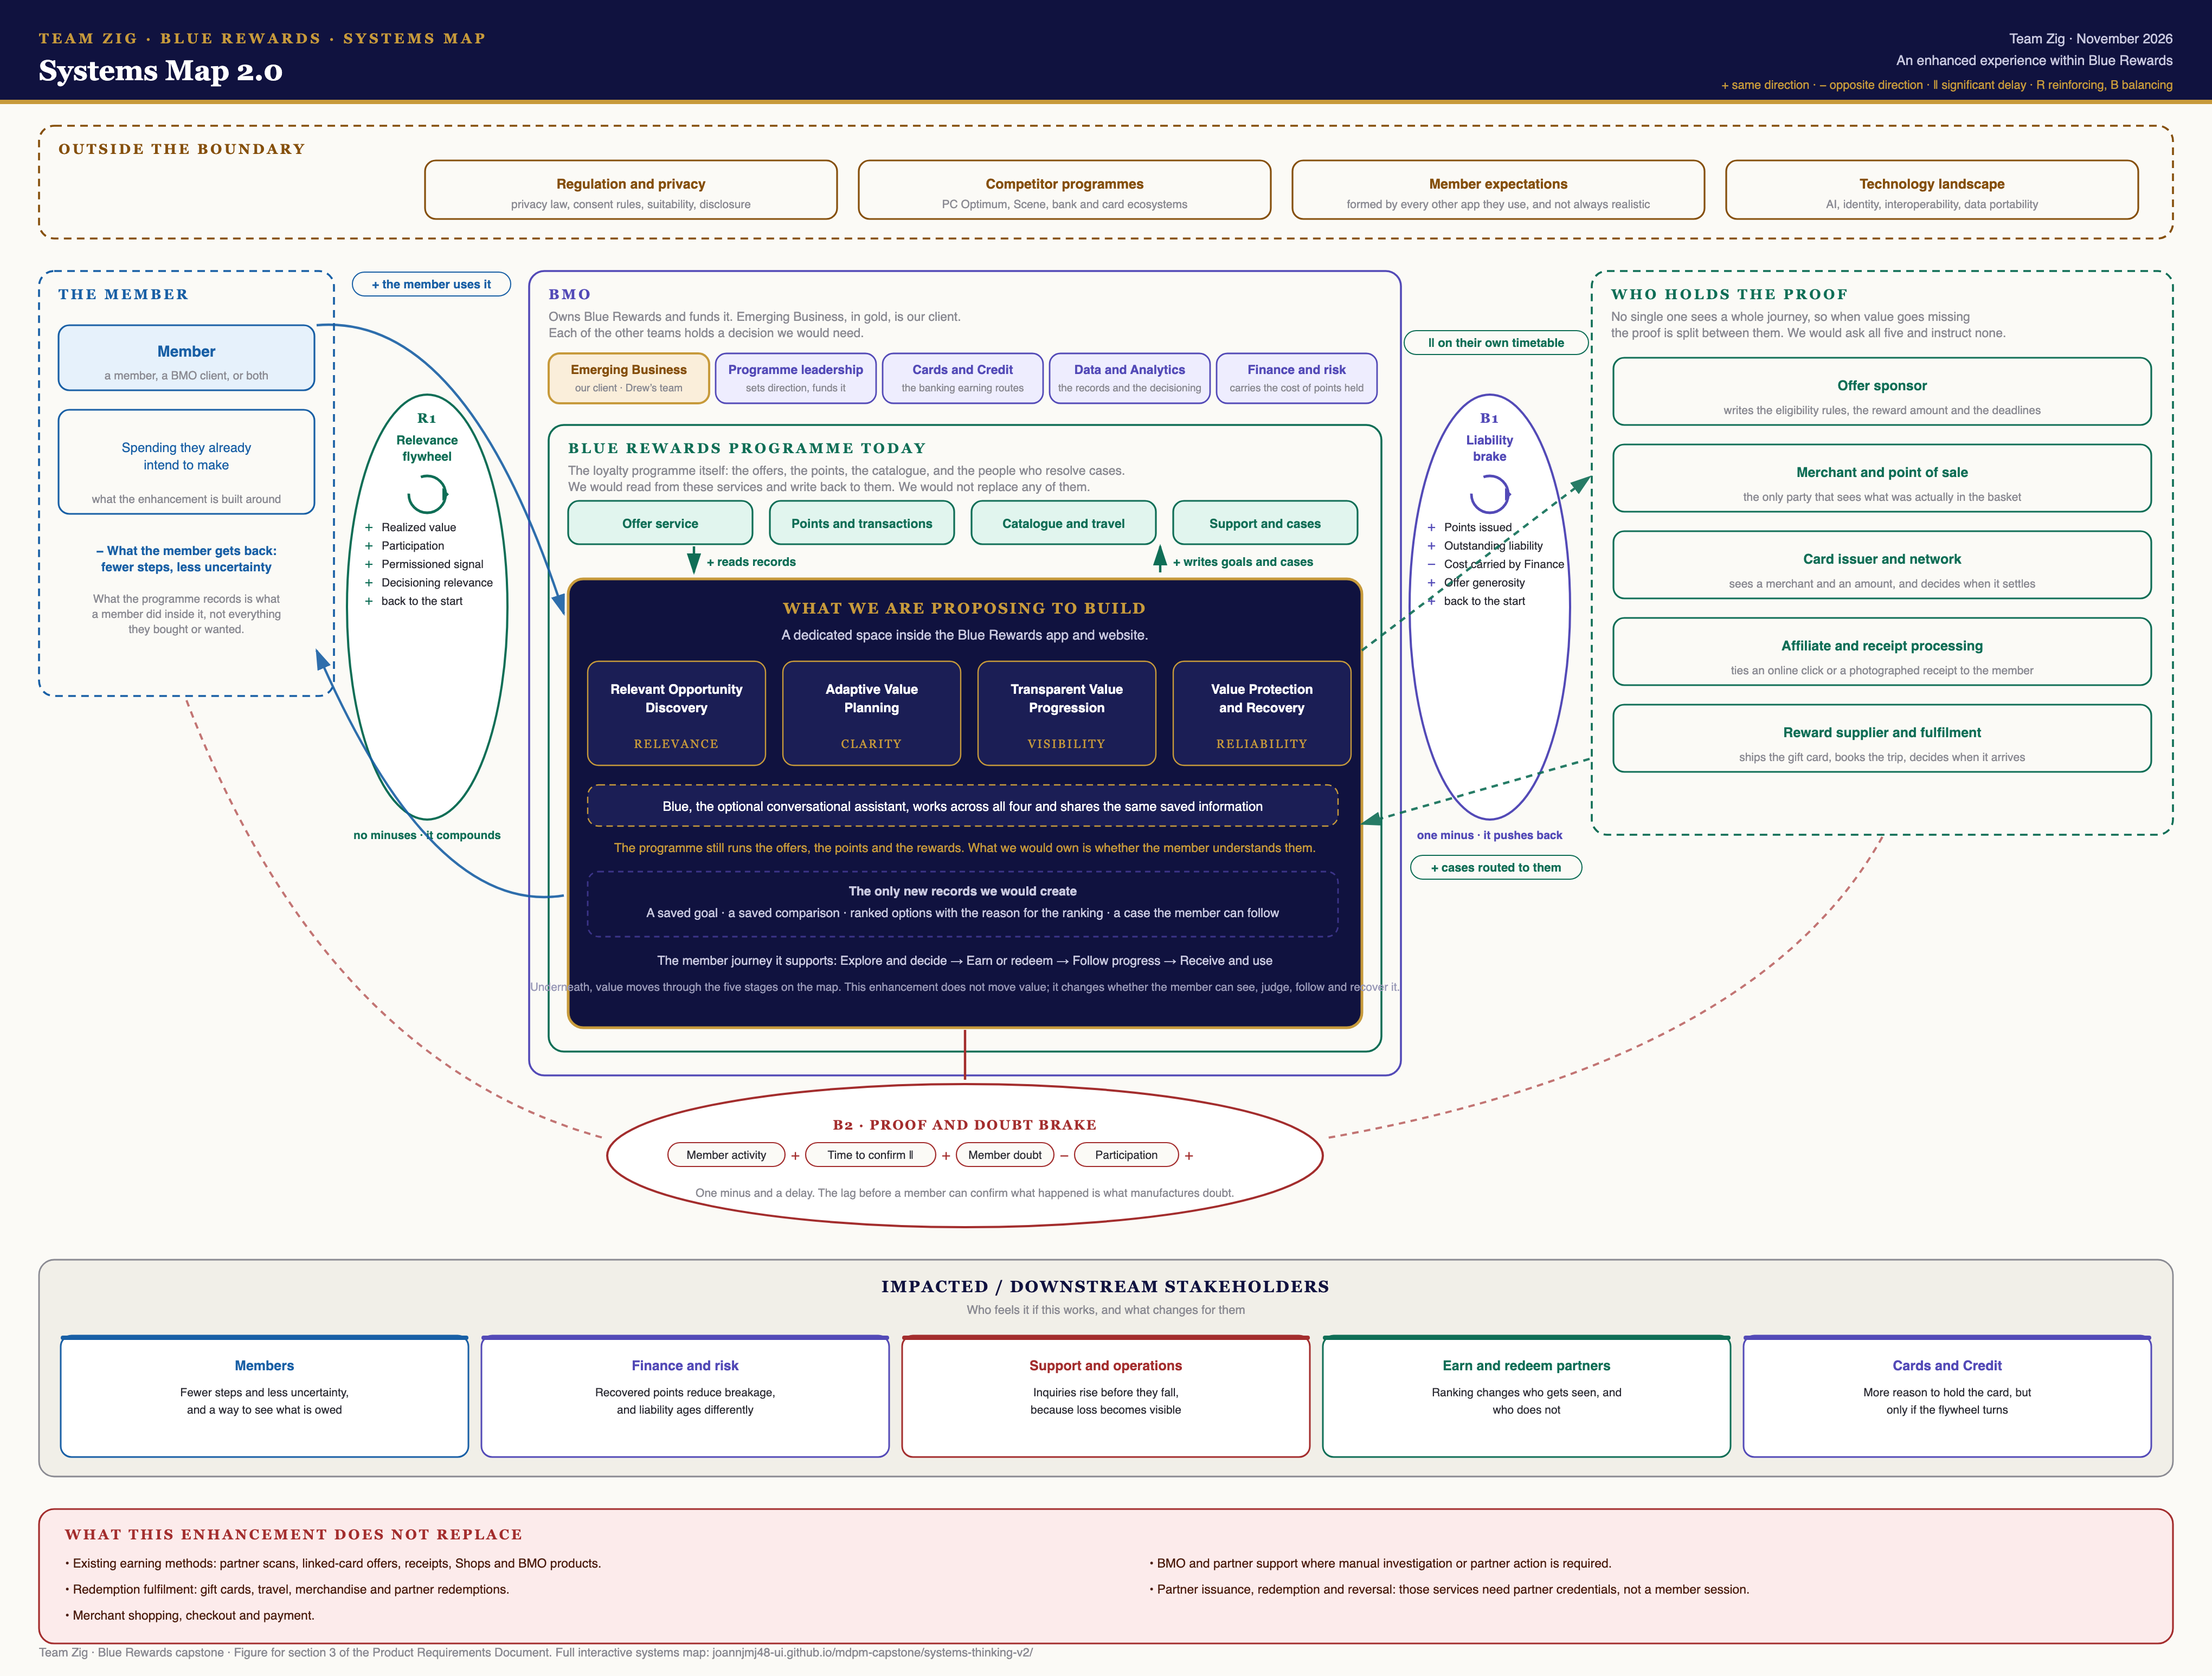 TEAM ZIG · BLUE REWARDS · SYSTEMS MAP
Systems Map 2.0
Team Zig · November 2026
An enhanced experience within Blue Rewards
+ same direction · – opposite direction · ‖ significant delay · R reinforcing, B balancing
OUTSIDE THE BOUNDARY
Regulation and privacy
privacy law, consent rules, suitability, disclosure
Competitor programmes
PC Optimum, Scene, bank and card ecosystems
Member expectations
formed by every other app they use, and not always realistic
Technology landscape
AI, identity, interoperability, data portability
THE MEMBER
Member
a member, a BMO client, or both
Spending they already
intend to make
what the enhancement is built around
– What the member gets back:
fewer steps, less uncertainty
What the programme records is what
a member did inside it, not everything
they bought or wanted.
+ the member uses it
R1
Relevance
flywheel
+ Realized value
+ Participation
+ Permissioned signal
+ Decisioning relevance
+ back to the start
no minuses · it compounds
BMO
Owns Blue Rewards and funds it. Emerging Business, in gold, is our client.
Each of the other teams holds a decision we would need.
Emerging Business
our client · Drew's team
Programme leadership
sets direction, funds it
Cards and Credit
the banking earning routes
Data and Analytics
the records and the decisioning
Finance and risk
carries the cost of points held
BLUE REWARDS PROGRAMME TODAY
The loyalty programme itself: the offers, the points, the catalogue, and the people who resolve cases.
We would read from these services and write back to them. We would not replace any of them.
Offer service
Points and transactions
Catalogue and travel
Support and cases
+ reads records
+ writes goals and cases
WHAT WE ARE PROPOSING TO BUILD
A dedicated space inside the Blue Rewards app and website.
Relevant Opportunity
Discovery
RELEVANCE
Adaptive Value
Planning
CLARITY
Transparent Value
Progression
VISIBILITY
Value Protection
and Recovery
RELIABILITY
Blue, the optional conversational assistant, works across all four and shares the same saved information
The programme still runs the offers, the points and the rewards. What we would own is whether the member understands them.
The only new records we would create
A saved goal · a saved comparison · ranked options with the reason for the ranking · a case the member can follow
The member journey it supports: Explore and decide → Earn or redeem → Follow progress → Receive and use
Underneath, value moves through the five stages on the map. This enhancement does not move value; it changes whether the member can see, judge, follow and recover it.
‖ on their own timetable
B1
Liability
brake
+ Points issued
+ Outstanding liability
– Cost carried by Finance
+ Offer generosity
+ back to the start
one minus · it pushes back
+ cases routed to them
WHO HOLDS THE PROOF
No single one sees a whole journey, so when value goes missing
the proof is split between them. We would ask all five and instruct none.
Offer sponsor
writes the eligibility rules, the reward amount and the deadlines
Merchant and point of sale
the only party that sees what was actually in the basket
Card issuer and network
sees a merchant and an amount, and decides when it settles
Affiliate and receipt processing
ties an online click or a photographed receipt to the member
Reward supplier and fulfilment
ships the gift card, books the trip, decides when it arrives
B2 · PROOF AND DOUBT BRAKE
Member activity + Time to confirm ‖ + Member doubt – Participation +
One minus and a delay. The lag before a member can confirm what happened is what manufactures doubt.
IMPACTED / DOWNSTREAM STAKEHOLDERS
Who feels it if this works, and what changes for them
Members
Fewer steps and less uncertainty,
and a way to see what is owed
Finance and risk
Recovered points reduce breakage,
and liability ages differently
Support and operations
Inquiries rise before they fall,
because loss becomes visible
Earn and redeem partners
Ranking changes who gets seen, and
who does not
Cards and Credit
More reason to hold the card, but
only if the flywheel turns
WHAT THIS ENHANCEMENT DOES NOT REPLACE
• Existing earning methods: partner scans, linked-card offers, receipts, Shops and BMO products.
• Redemption fulfilment: gift cards, travel, merchandise and partner redemptions.
• Merchant shopping, checkout and payment.
• BMO and partner support where manual investigation or partner action is required.
• Partner issuance, redemption and reversal: those services need partner credentials, not a member session.
Team Zig · Blue Rewards capstone · Figure for section 3 of the Product Requirements Document. Full interactive systems map: joannjmj48-ui.github.io/mdpm-capstone/systems-thinking-v2/